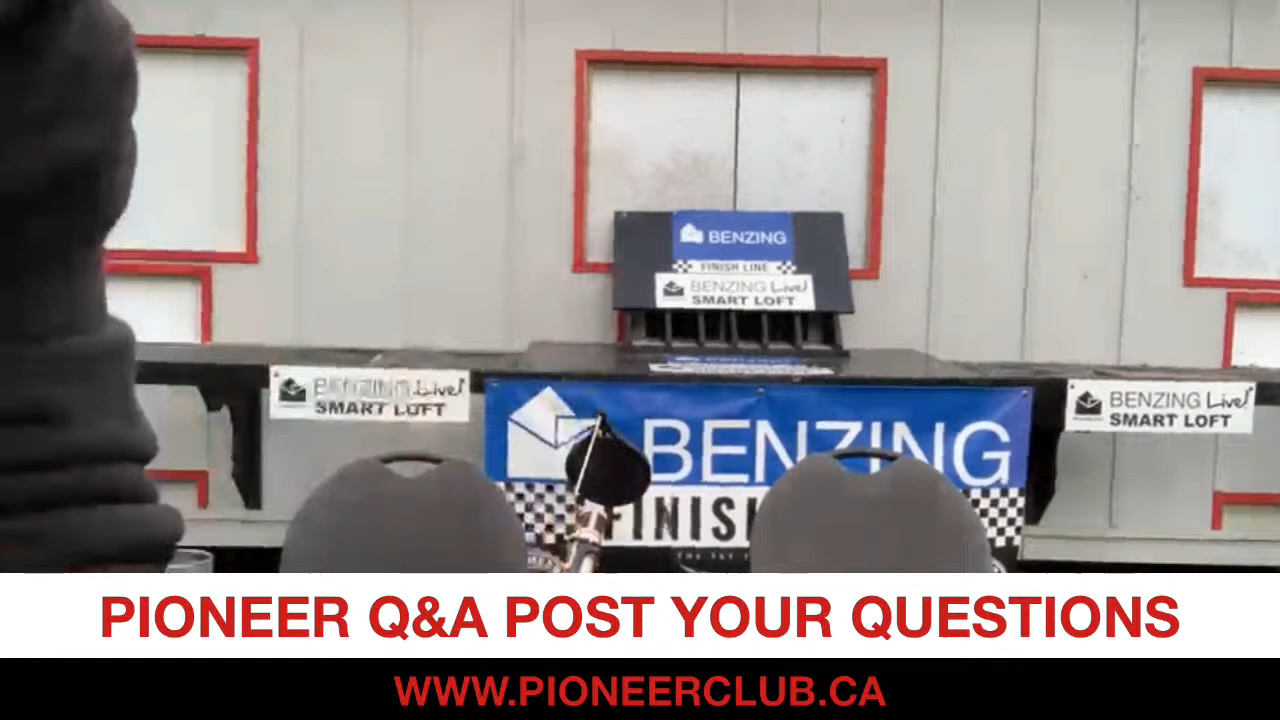 BENZING
FINISH LINE
BENZING Live!
SMART LOFT
BENZING Live!
SMART LOFT
BENZING
FINISH
BENZING Live!
SMART LOFT
PIONEER Q&A POST YOUR QUESTIONS
WWW.PIONEERCLUB.CA